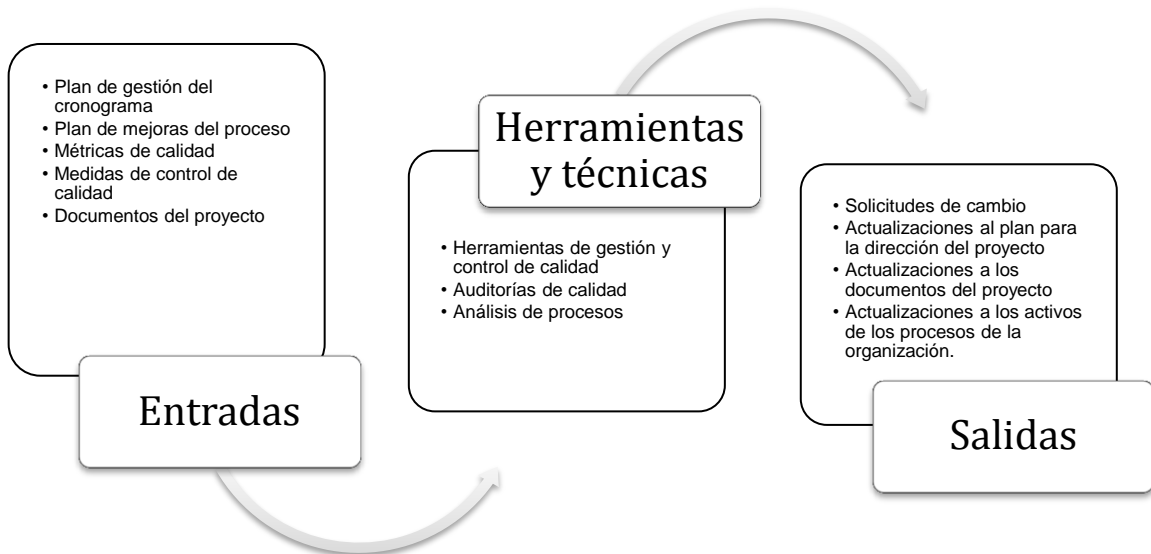 • Plan de gestión del
cronograma
• Plan de mejoras del proceso
• Métricas de calidad
• Medidas de control de
calidad
• Documentos del proyecto
Entradas
Herramientas
y técnicas
• Herramientas de gestión y
control de calidad
• Auditorías de calidad
• Análisis de procesos
• Solicitudes de cambio
• Actualizaciones al plan para
la dirección del proyecto
• Actualizaciones a los
documentos del proyecto
• Actualizaciones a los activos
de los procesos de la
organización.
Salidas